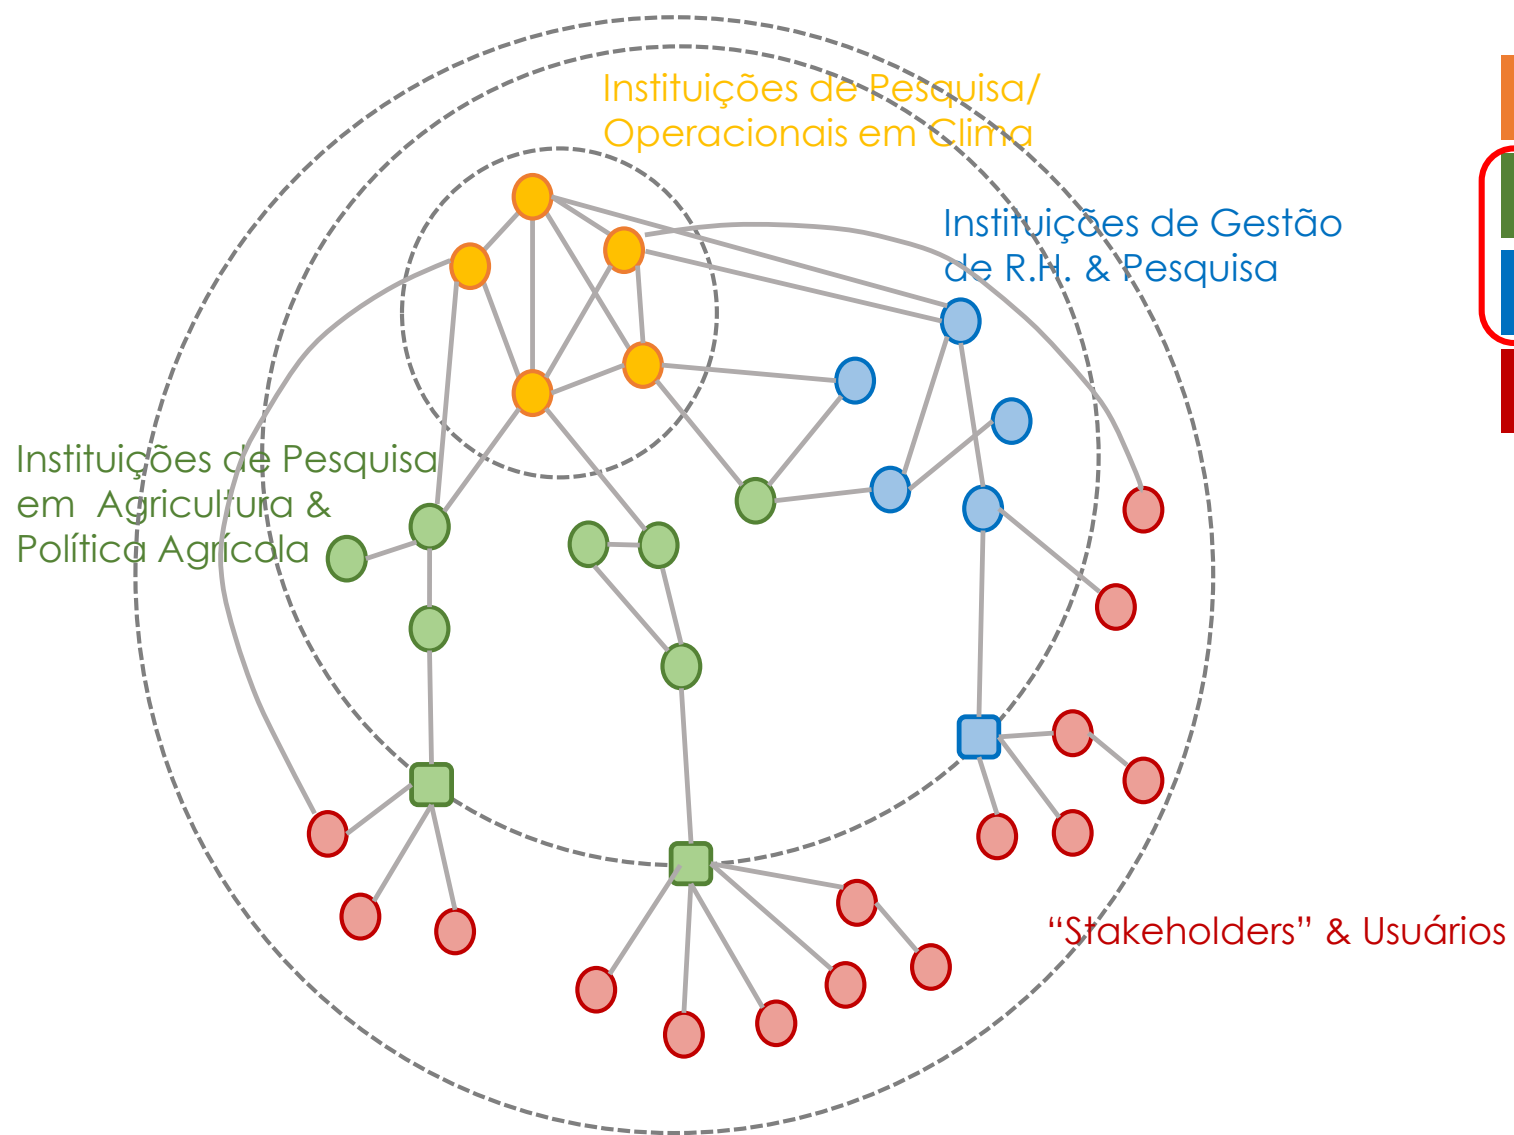 Instituições de Pesquisa/
Operacionais em Clima
Instituições de Gestão
de R.H. & Pesquisa
Instituições de Pesquisa
em  Agricultura &
Política Agrícola
“Stakeholders” & Usuários